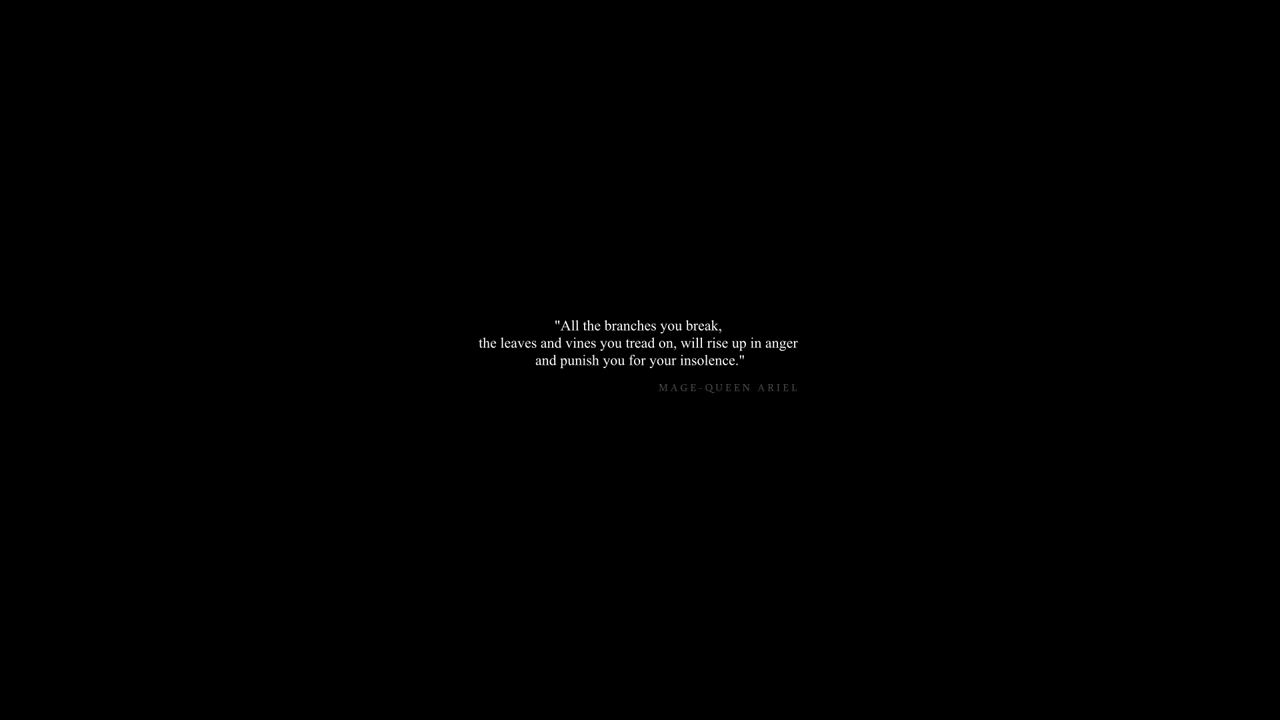 "All the branches you break,
the leaves and vines you tread on, will rise up in anger
and punish you for your insolence."
MAGE-QUEEN ARIEL